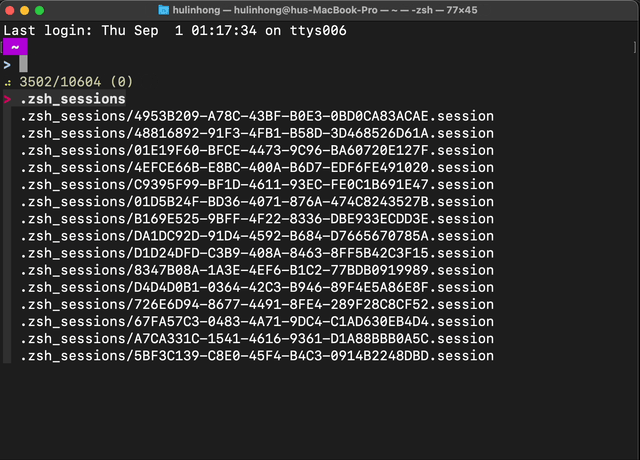 hulinhong — hulinhong@hus-MacBook-Pro — ~ — -zsh — 77×45
Last login: Thu Sep  1 01:17:34 on ttys006
~
>
3502/10604 (0)
> .zsh_sessions
.zsh_sessions/4953B209-A78C-43BF-B0E3-0BD0CA83ACAE.session
.zsh_sessions/48816892-91F3-4FB1-B58D-3D468526D61A.session
.zsh_sessions/01E19F60-BFCE-4473-9C96-BA60720E127F.session
.zsh_sessions/4EFCE66B-E8BC-400A-B6D7-EDF6FE491020.session
.zsh_sessions/C9395F99-BF1D-4611-93EC-FE0C1B691E47.session
.zsh_sessions/01D5B24F-BD36-4071-876A-474C8243527B.session
.zsh_sessions/B169E525-9BFF-4F22-8336-DBE933ECDD3E.session
.zsh_sessions/DA1DC92D-91D4-4592-B684-D7665670785A.session
.zsh_sessions/D1D24DFD-C3B9-408A-8463-8FF5B42C3F15.session
.zsh_sessions/8347B08A-1A3E-4EF6-B1C2-77BDB0919989.session
.zsh_sessions/D4D4D0B1-0364-42C3-B946-89F4E5A86E8F.session
.zsh_sessions/726E6D94-8677-4491-8FE4-289F28C8CF52.session
.zsh_sessions/67FA57C3-0483-4A71-9DC4-C1AD630EB4D4.session
.zsh_sessions/A7CA331C-1541-4616-9361-D1A88BBB0A5C.session
.zsh_sessions/5BF3C139-C8E0-45F4-B4C3-0914B2248DBD.session